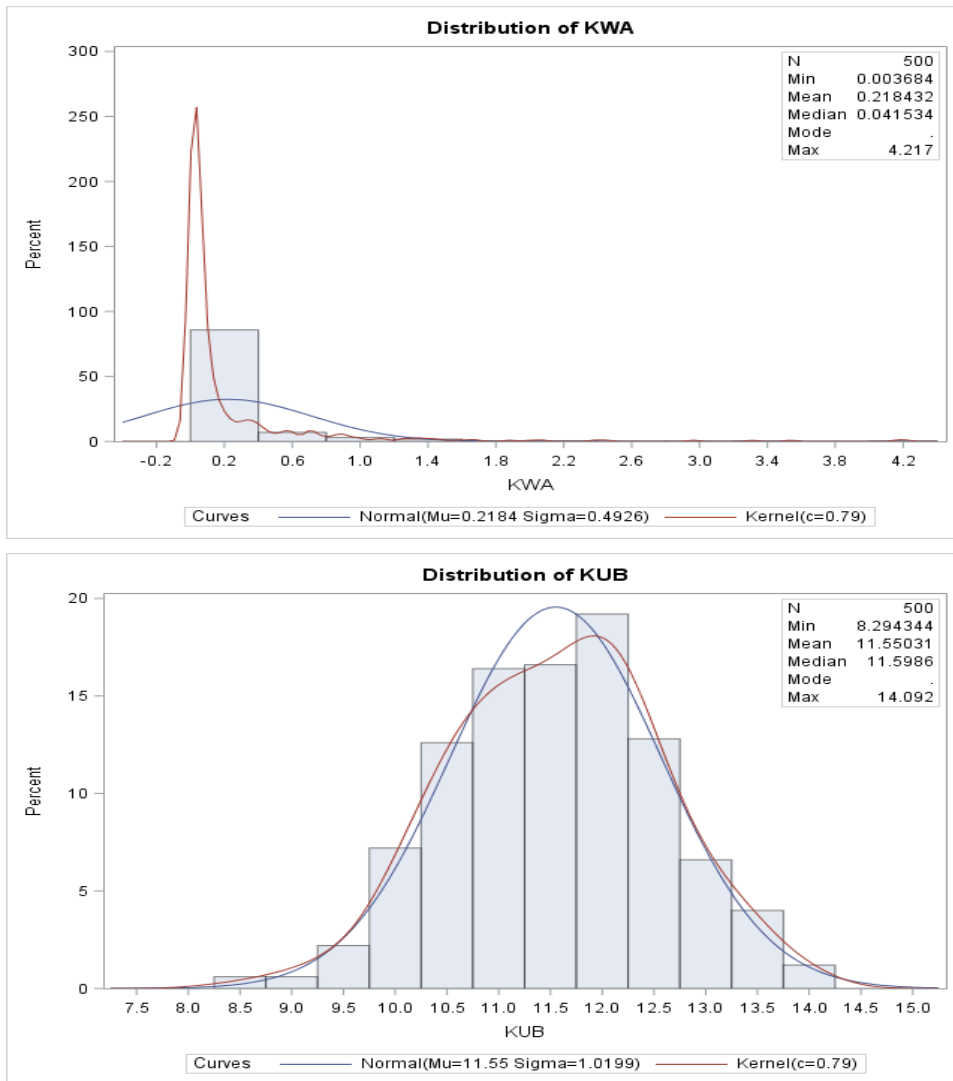 Distribution of KWA
300
250
200
150
100
50
0
Percent
N 500
Min 0.003684
Mean 0.218432
Median 0.041534
Mode .
Max 4.217
-0.2 0.2 0.6 1.0 1.4 1.8 2.2 2.6 3.0 3.4 3.8 4.2
KWA
Curves Normal(Mu=0.2184 Sigma=0.4926) Kernel(c=0.79)
Distribution of KUB
20
15
10
5
0
Percent
N 500
Min 8.294344
Mean 11.55031
Median 11.5986
Mode .
Max 14.092
7.5 8.5 9.0 9.5 10.0 10.5 11.0 11.5 12.0 12.5 13.0 13.5 14.0 14.5 15.0
KUB
Curves Normal(Mu=11.55 Sigma=1.0199) Kernel(c=0.79)